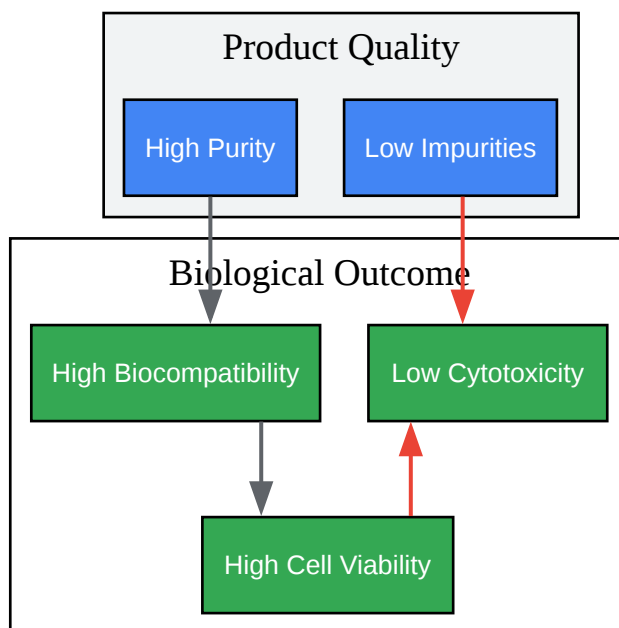 Product Quality
High Purity
Low Impurities
Biological Outcome
High Biocompatibility
Low Cytotoxicity
High Cell Viability